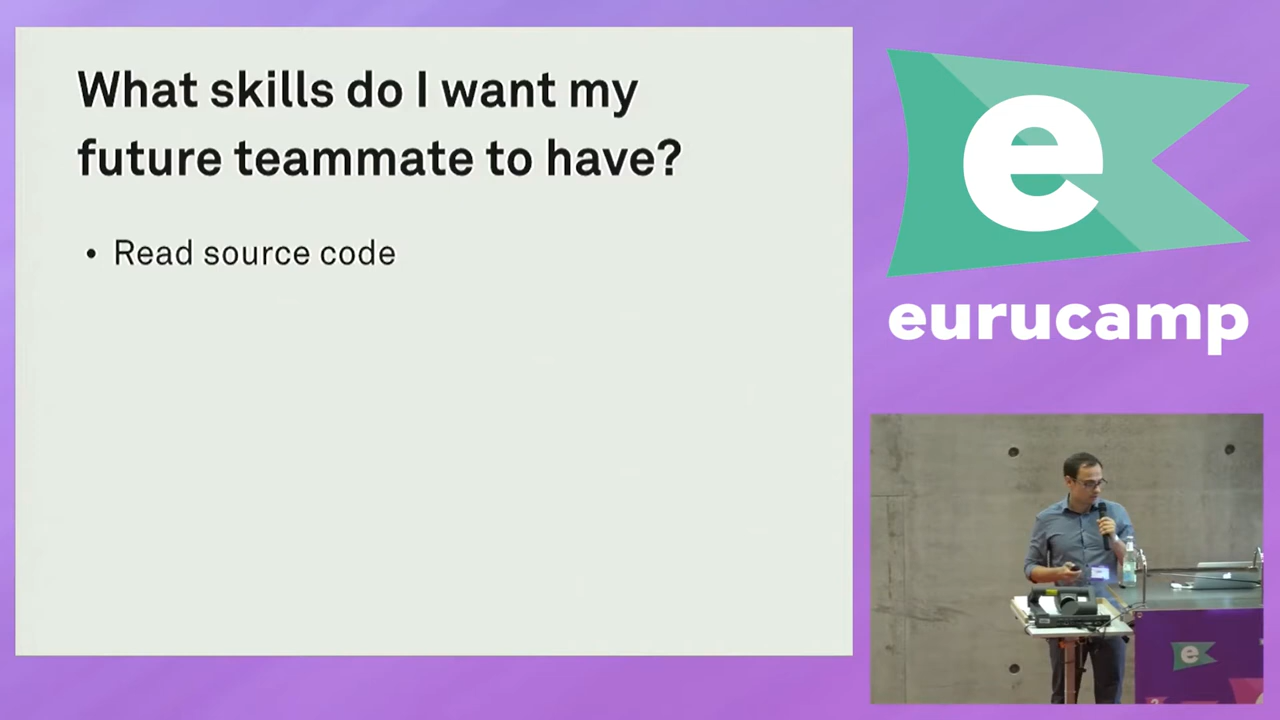 What skills do I want my
future teammate to have?
• Read source code
e
eurucamp
e